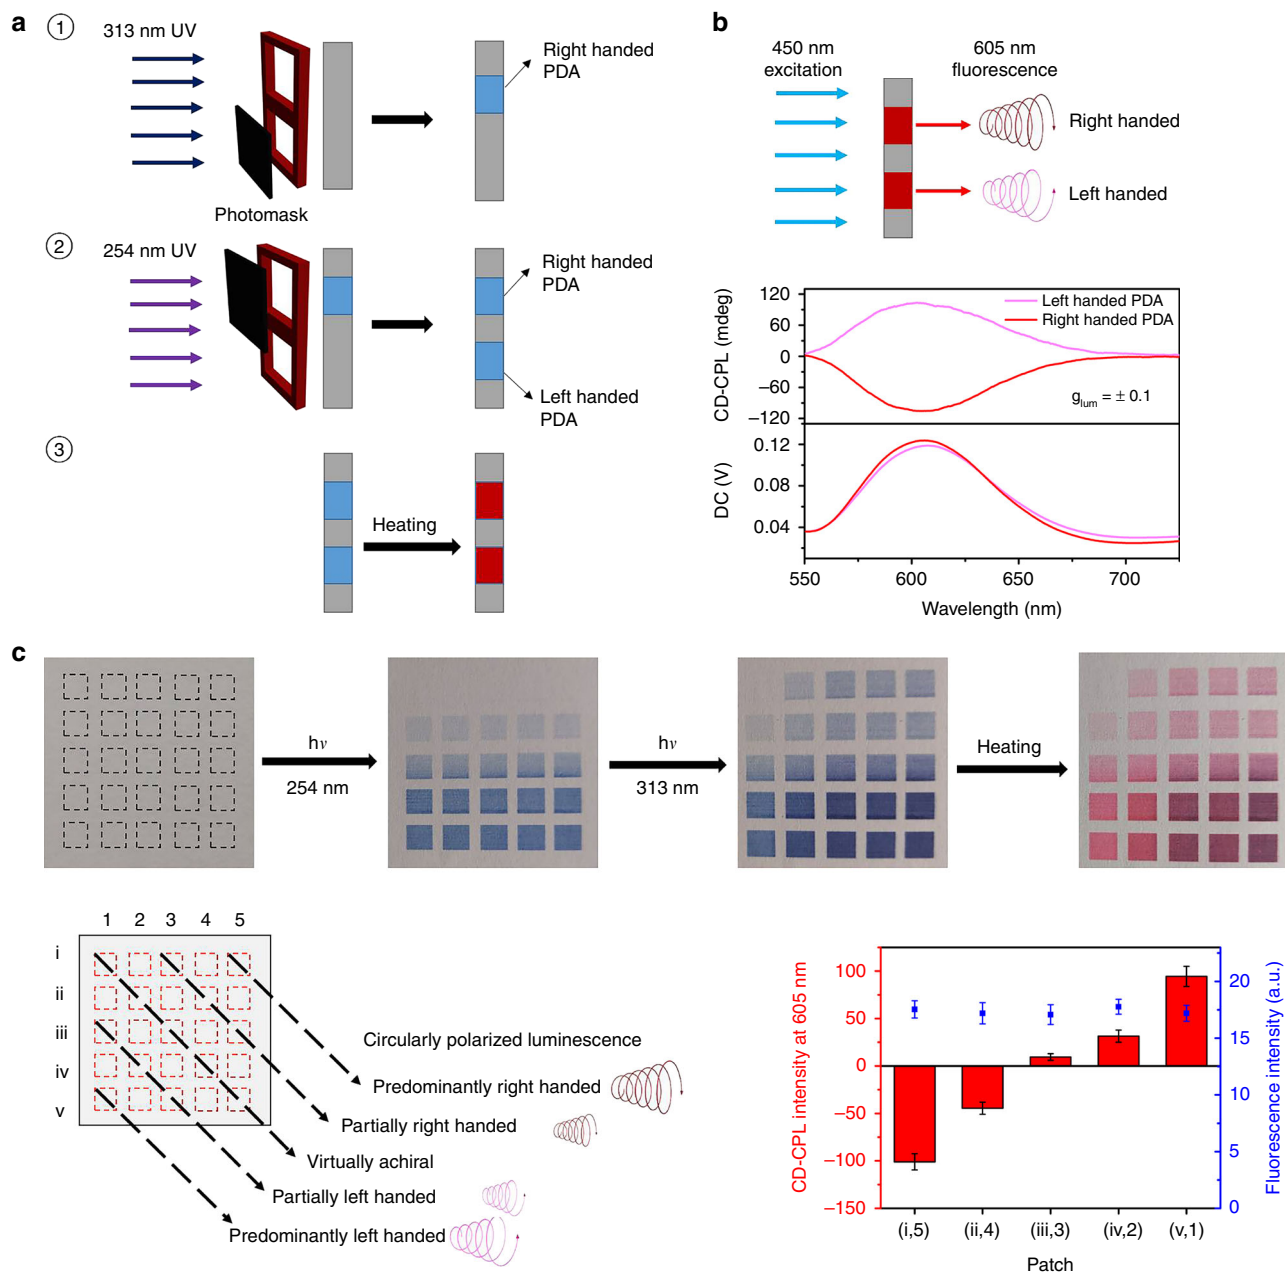 a
1
313 nm UV
Photomask
Right handed
PDA
2
254 nm UV
Right handed
PDA
Left handed
PDA
3
Heating
b
450 nm
excitation
605 nm
fluorescence
Right handed
Left handed
CD-CPL (mdeg)
120
60
0
−60
−120
Left handed PDA
Right handed PDA
glum = ± 0.1
DC (V)
0.12
0.08
0.04
550
600
650
700
Wavelength (nm)
c
hν
254 nm
hν
313 nm
Heating
1 2 3 4 5
i
ii
iii
iv
v
Circularly polarized luminescence
Predominantly right handed
Partially right handed
Virtually achiral
Partially left handed
Predominantly left handed
CD-CPL intensity at 605 nm
100
50
0
−50
−100
−150
Fluorescence intensity (a.u.)
20
15
10
5
0
(i,5) (ii,4) (iii,3) (iv,2) (v,1)
Patch